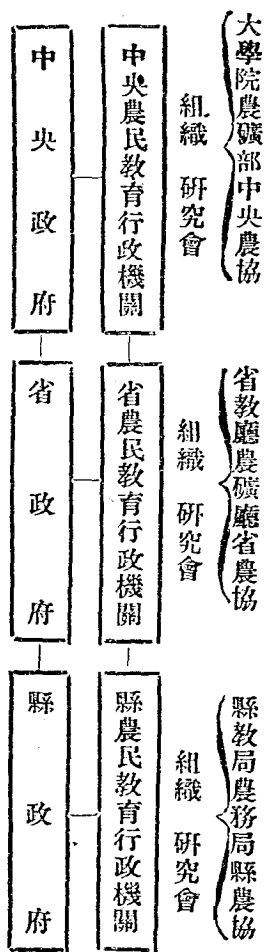 大學院農礦部中央農協
組織 研究會
中央農民教育行政機關
中央政府
省教廳農礦廳省農協
組織 研究會
省農民教育行政機關
省政府
縣教局農務局縣農協
組織 研究會
縣農民教育行政機關
縣政府